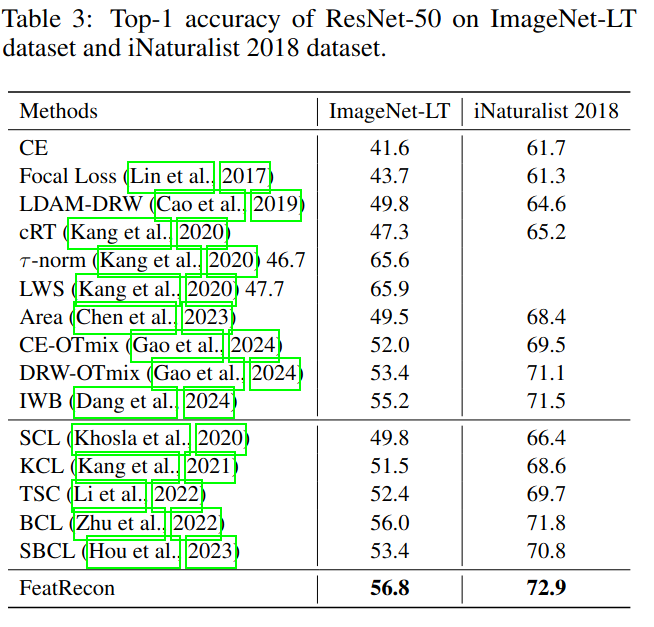 Table 3: Top-1 accuracy of ResNet-50 on ImageNet-LT
dataset and iNaturalist 2018 dataset.
Methods ImageNet-LT iNaturalist 2018
CE 41.6 61.7
Focal Loss (Lin et al., 2017) 43.7 61.3
LDAM-DRW (Cao et al., 2019) 49.8 64.6
cRT (Kang et al., 2020) 47.3 65.2
τ-norm (Kang et al., 2020) 46.7 65.6
LWS (Kang et al., 2020) 47.7 65.9
Area (Chen et al., 2023) 49.5 68.4
CE-OTmix (Gao et al., 2024) 52.0 69.5
DRW-OTmix (Gao et al., 2024) 53.4 71.1
IWB (Dang et al., 2024) 55.2 71.5
SCL (Khosla et al., 2020) 49.8 66.4
KCL (Kang et al., 2021) 51.5 68.6
TSC (Li et al., 2022) 52.4 69.7
BCL (Zhu et al., 2022) 56.0 71.8
SBCL (Hou et al., 2023) 53.4 70.8
FeatRecon 56.8 72.9